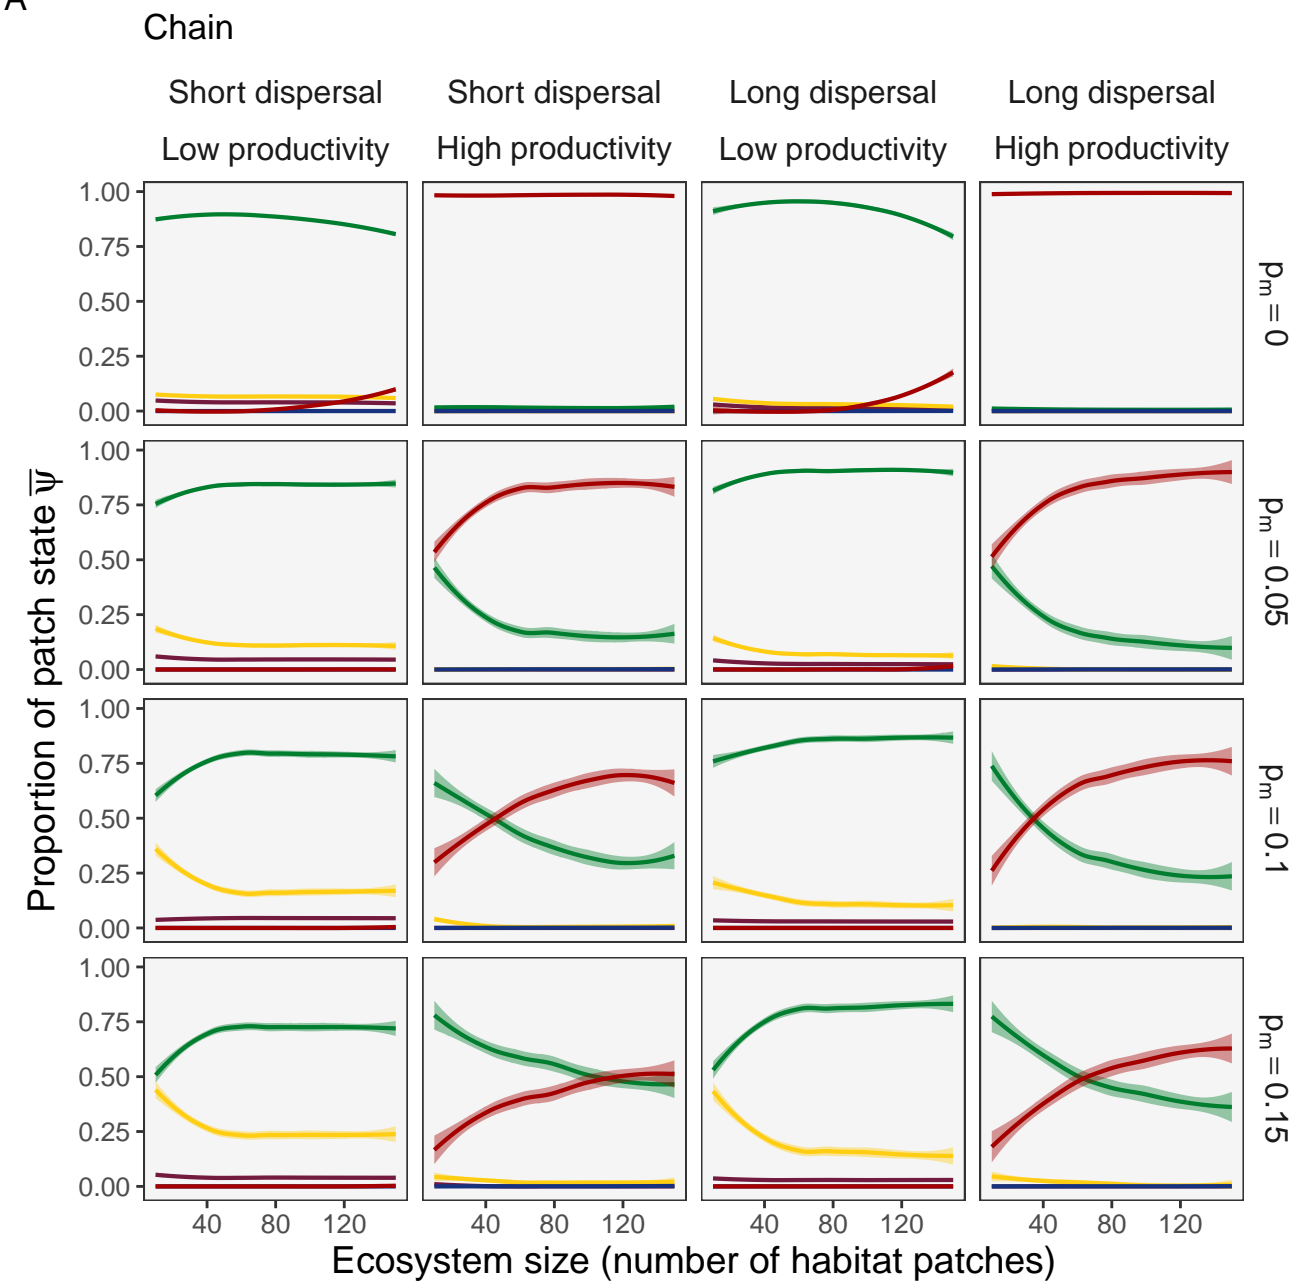 A
Chain
Short dispersal Short dispersal Long dispersal Long dispersal
Low productivity High productivity Low productivity High productivity
1.00
0.75
0.50
0.25
0.00
pm = 0
1.00
0.75
0.50
0.25
0.00
pm = 0.05
1.00
0.75
0.50
0.25
0.00
pm = 0.1
1.00
0.75
0.50
0.25
0.00
pm = 0.15
Proportion of patch state ψ̅
40 80 120 40 80 120 40 80 120 40 80 120
Ecosystem size (number of habitat patches)